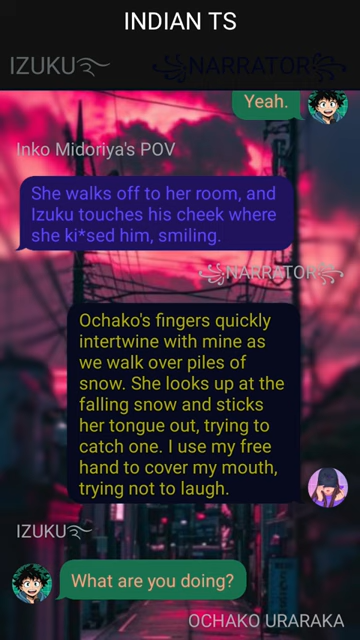 INDIAN TS
IZUKU࿐
꧁NARRATOR꧂
Yeah.
Inko Midoriya's POV
She walks off to her room, and
Izuku touches his cheek where
she ki*sed him, smiling.
꧁NARRATOR꧂
Ochako's fingers quickly
intertwine with mine as
we walk over piles of
snow. She looks up at the
falling snow and sticks
her tongue out, trying to
catch one. I use my free
hand to cover my mouth,
trying not to laugh.
IZUKU࿐
What are you doing?
OCHAKO URARAKA